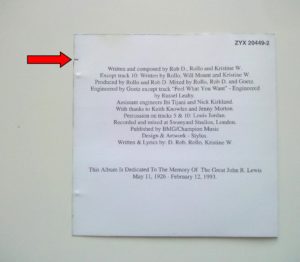 ZYX 20449-2
Written and composed by Rob D., Rollo and Kristine W.
Except track 10: Written by Rollo, Will Mount and Kristine W.
Produced by Rollo and Rob D. Mixed by Rollo, Rob D. and Goetz.
Engineered by Goetz except track "Feel What You Want" - Engineered
by Russel Leahy.
Assistant engineers Ibi Tijani and Nick Kirkland.
With thanks to Keith Knowles and Jenny Morton.
Percussion on tracks 5 & 10: Louis Jordan.
Recorded and mixed at Swanyard Studios, London.
Published by BMG/Champion Music
Design & Artwork - Stylus
Written & Lyrics by: D. Rob, Rollo, Kristine W.
This Album Is Dedicated To The Memory Of The Great John R. Lewis
May 11, 1926 - February 12, 1993.